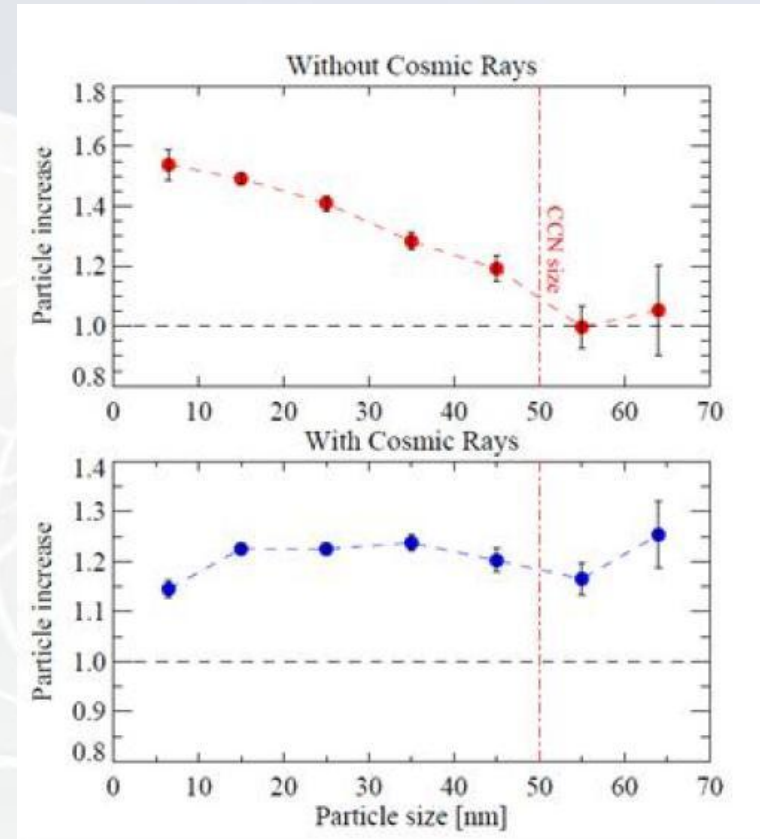 Without Cosmic Rays
Particle increase
1.8
1.6
1.4
1.2
1.0
0.8
CCN size
0 10 20 30 40 50 60 70
With Cosmic Rays
Particle increase
1.4
1.3
1.2
1.1
1.0
0.9
0.8
0 10 20 30 40 50 60 70
Particle size [nm]